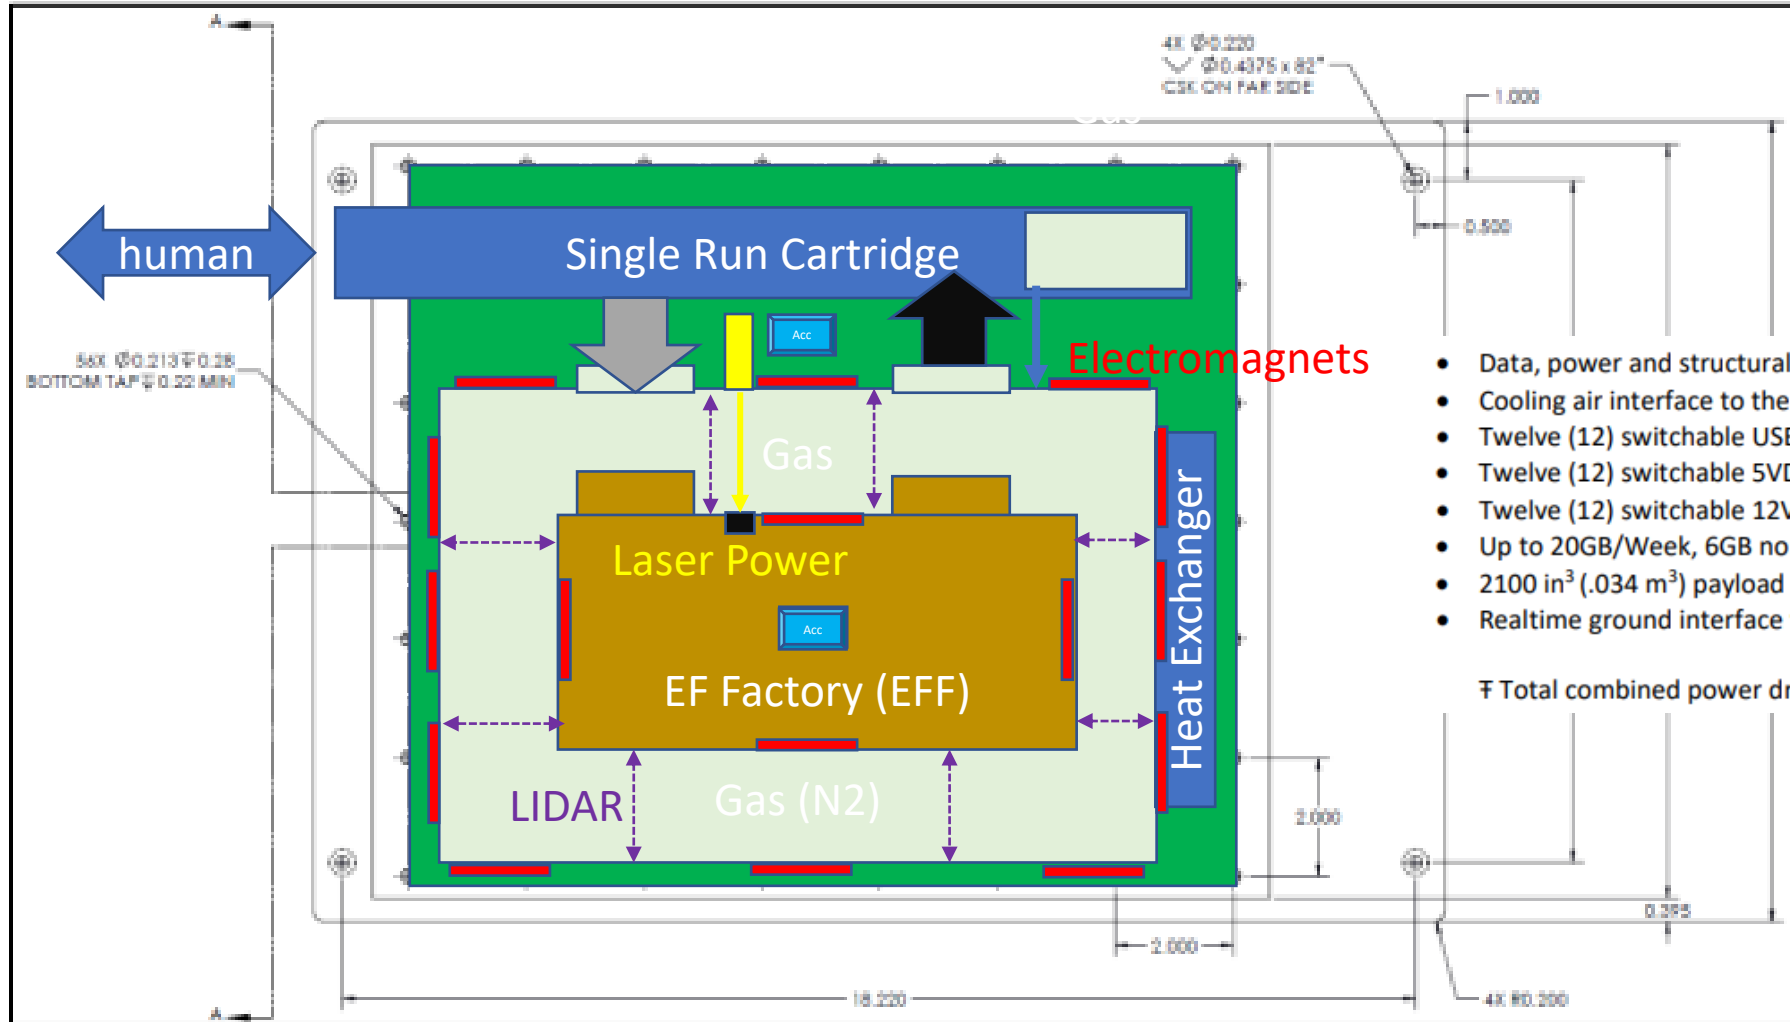 A
4X Ø0.220
Ø0.4375 x 82°
CSK ON FAR SIDE
1.000
Gas
0.500
human
Single Run Cartridge
Acc
Electromagnets
56X Ø0.213↧0.28
BOTTOM TAP↧0.22 MIN
Gas
Laser Power
Acc
EF Factory (EFF)
Heat Exchanger
LIDAR
Gas (N2)
• Data, power and structural
• Cooling air interface to the
• Twelve (12) switchable USB
• Twelve (12) switchable 5VD
• Twelve (12) switchable 12V
• Up to 20GB/Week, 6GB no
• 2100 in³ (.034 m³) payload
• Realtime ground interface
Ŧ Total combined power dr
2.000
0.395
2.000
18.220
4X R0.200
A